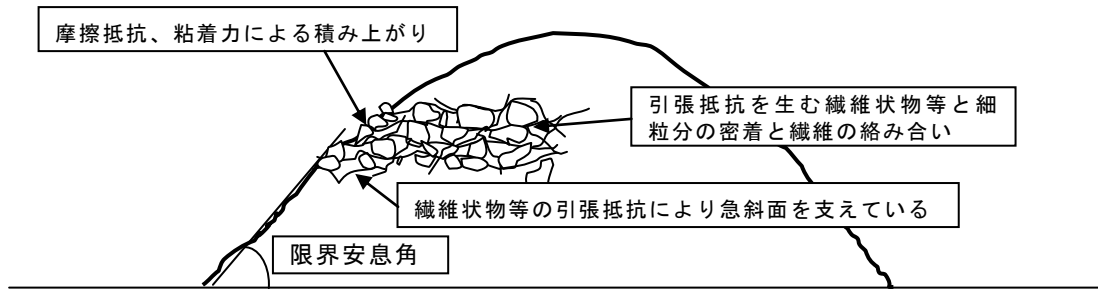 摩擦抵抗、粘着力による積み上がり
引張抵抗を生む繊維状物等と細
粒分の密着と繊維の絡み合い
繊維状物等の引張抵抗により急斜面を支えている
限界安息角